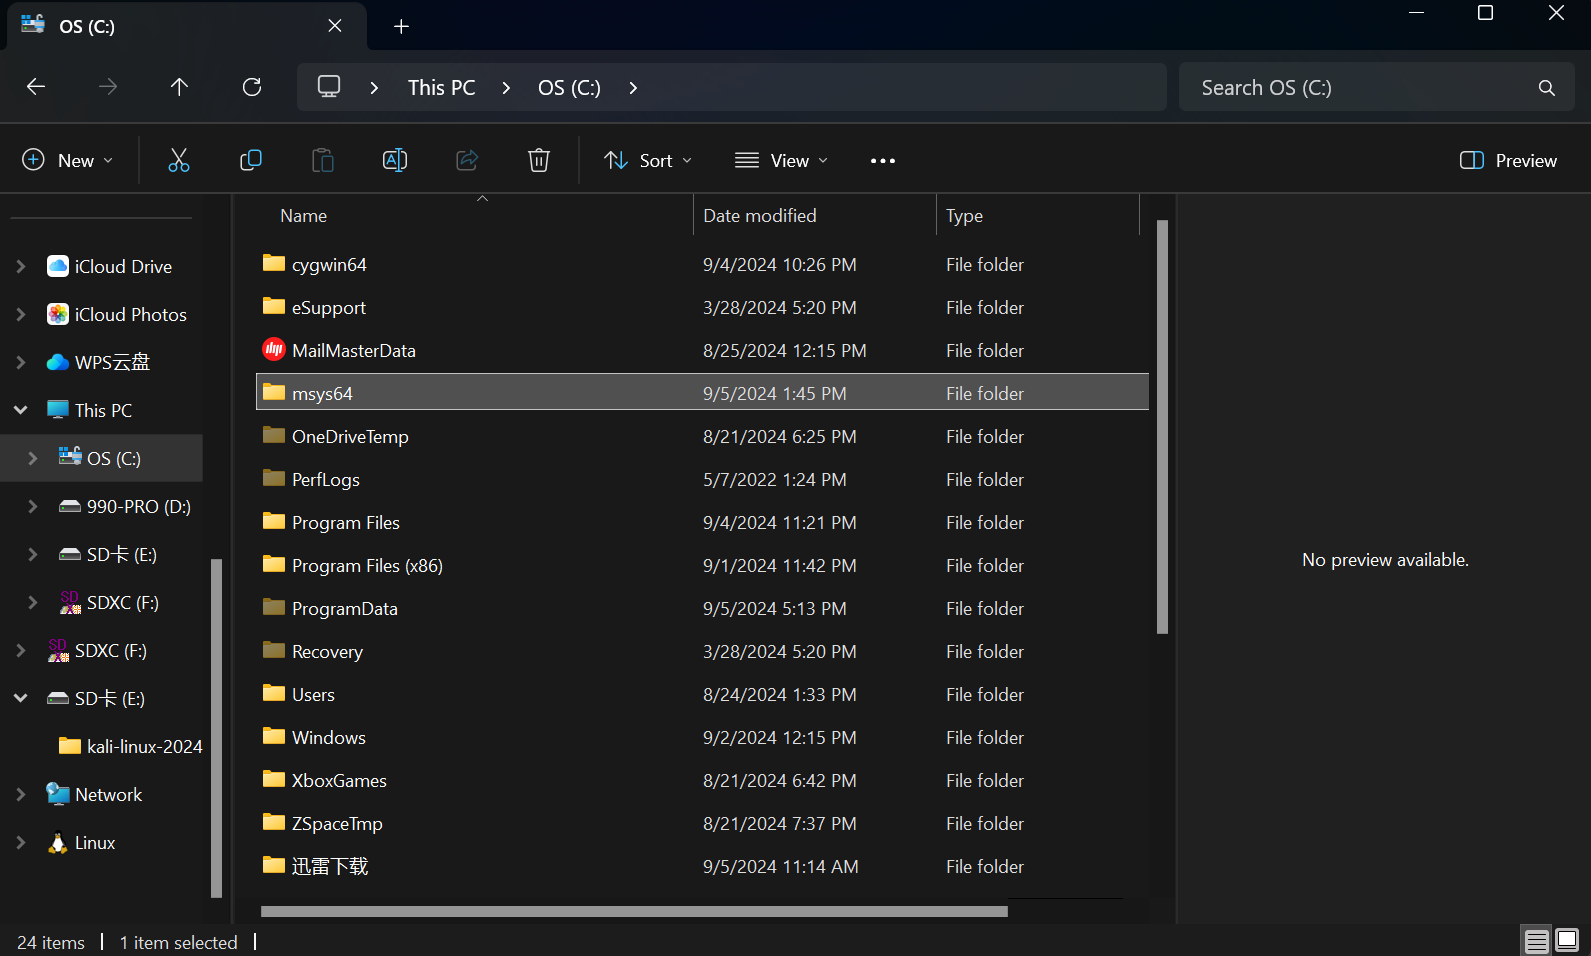 OS (C:)
This PC > OS (C:) >
Search OS (C:)
New
Sort
View
Preview
Name Date modified Type
iCloud Drive
iCloud Photos
WPS云盘
This PC
OS (C:)
990-PRO (D:)
SD卡 (E:)
SDXC (F:)
SDXC (F:)
SD卡 (E:)
kali-linux-2024
Network
Linux
cygwin64 9/4/2024 10:26 PM File folder
eSupport 3/28/2024 5:20 PM File folder
MailMasterData 8/25/2024 12:15 PM File folder
msys64 9/5/2024 1:45 PM File folder
OneDriveTemp 8/21/2024 6:25 PM File folder
PerfLogs 5/7/2022 1:24 PM File folder
Program Files 9/4/2024 11:21 PM File folder
Program Files (x86) 9/1/2024 11:42 PM File folder
ProgramData 9/5/2024 5:13 PM File folder
Recovery 3/28/2024 5:20 PM File folder
Users 8/24/2024 1:33 PM File folder
Windows 9/2/2024 12:15 PM File folder
XboxGames 8/21/2024 6:42 PM File folder
ZSpaceTmp 8/21/2024 7:37 PM File folder
迅雷下载 9/5/2024 11:14 AM File folder
No preview available.
24 items | 1 item selected |